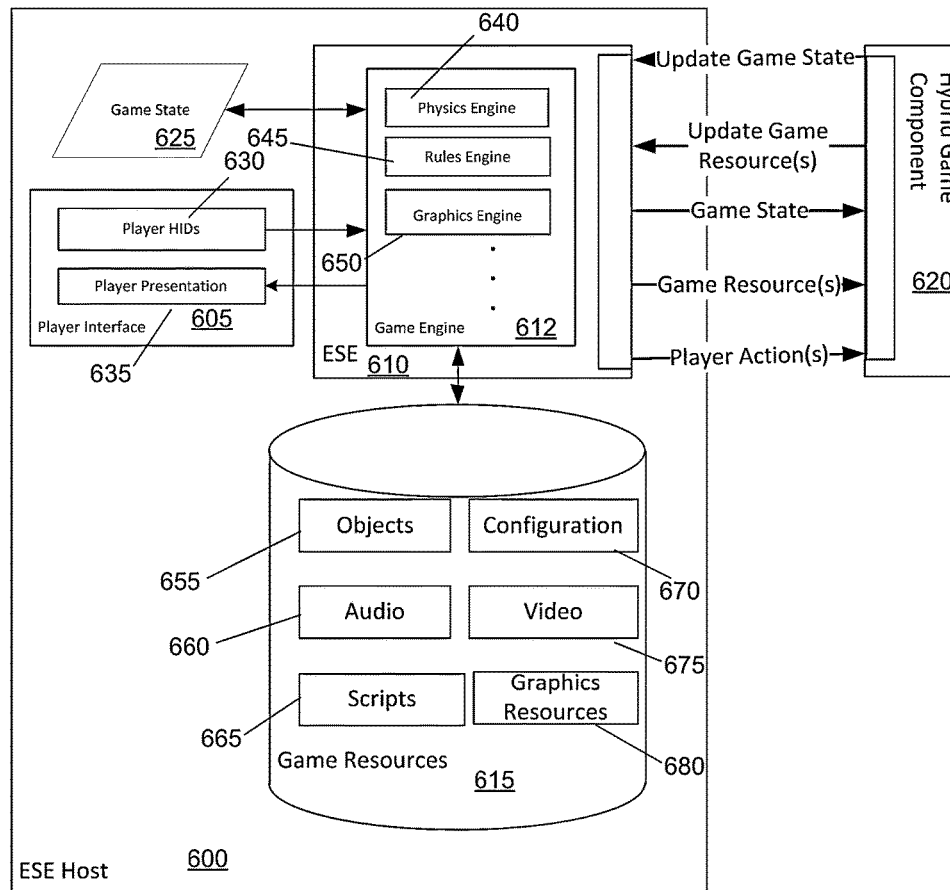 640
Game State
625
Physics Engine
645
Rules Engine
630
Player HIDs
Graphics Engine
650
Player Presentation
605
Player Interface
635
.
.
.
Game Engine
612
ESE
610
Update Game State
Update Game
Resource(s)
Game State
Game Resource(s)
Player Action(s)
Hybrid Game
Component
620
Objects
Configuration
655
670
Audio
Video
660
675
Scripts
Graphics
Resources
665
680
Game Resources
615
600
ESE Host